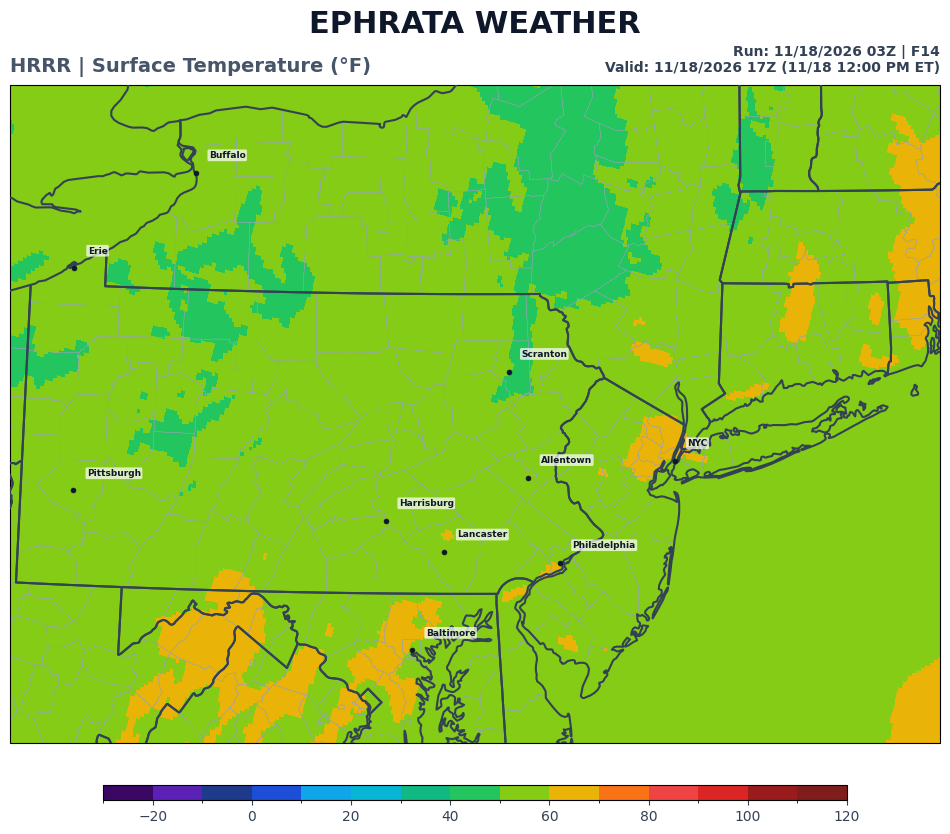 EPHRATA WEATHER
HRRR | Surface Temperature (°F)
Run: 11/18/2026 03Z | F14
Valid: 11/18/2026 17Z (11/18 12:00 PM ET)
Buffalo
Erie
Scranton
NYC
Allentown
Pittsburgh
Harrisburg
Lancaster
Philadelphia
Baltimore
−20 0 20 40 60 80 100 120